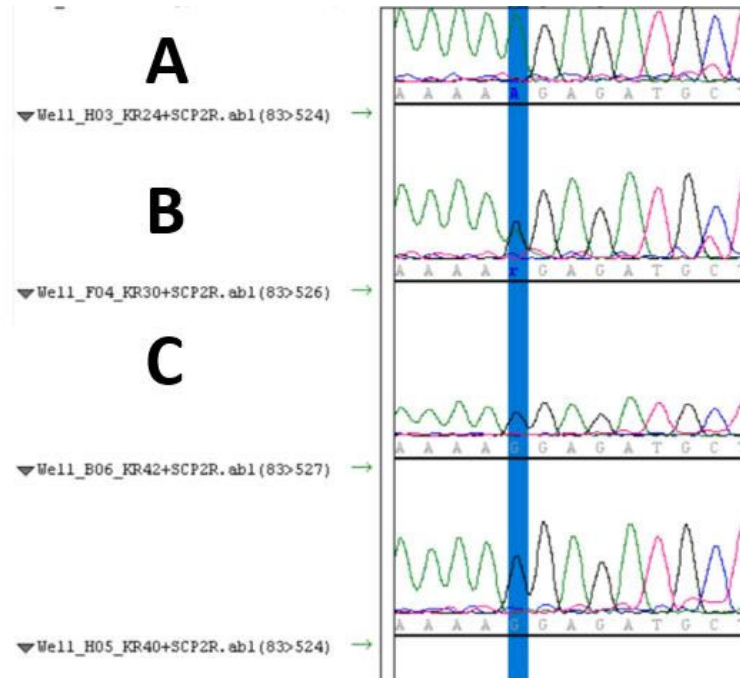 A
A A A A A G A G A T G C T
Well_H03_KR24+SCP2R.ab1(83>524) →
B
A A A A r G A G A T G C T
Well_F04_KR30+SCP2R.ab1(83>526) →
C
A A A A G G A G A T G C T
Well_B06_KR42+SCP2R.ab1(83>527) →
A A A A G G A G A T G C T
Well_H05_KR40+SCP2R.ab1(83>524) →